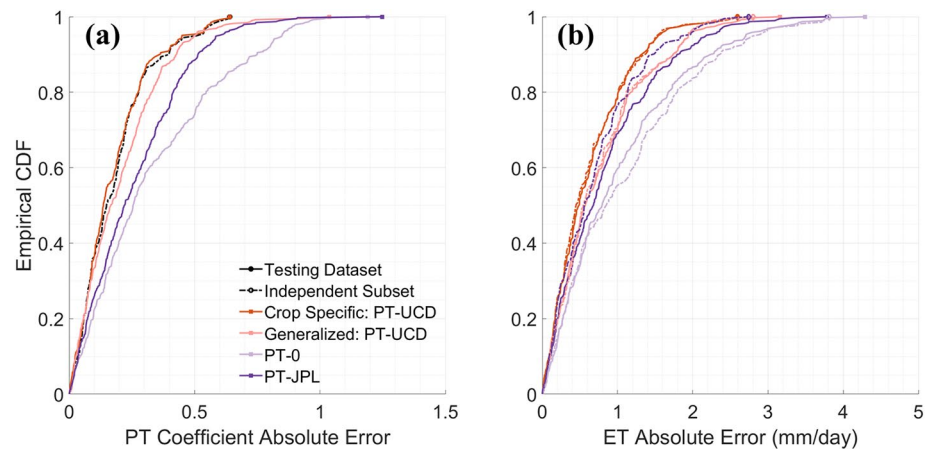 (a)
Empirical CDF
1
0.8
0.6
0.4
0.2
0
0
0.5
1
1.5
PT Coefficient Absolute Error
Testing Dataset
Independent Subset
Crop Specific: PT-UCD
Generalized: PT-UCD
PT-0
PT-JPL
(b)
1
0.8
0.6
0.4
0.2
0
0
1
2
3
4
5
ET Absolute Error (mm/day)